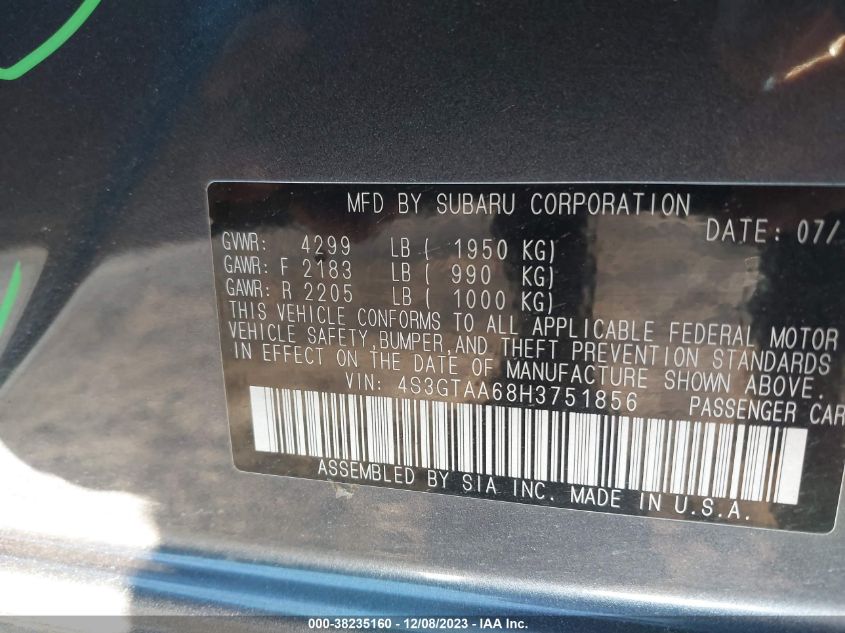 MFD BY SUBARU CORPORATION
DATE: 07/
GVWR: 4299 LB ( 1950 KG)
GAWR: F 2183 LB ( 990 KG)
GAWR: R 2205 LB ( 1000 KG)
THIS VEHICLE CONFORMS TO ALL APPLICABLE FEDERAL MOTOR
VEHICLE SAFETY, BUMPER, AND THEFT PREVENTION STANDARDS
IN EFFECT ON THE DATE OF MANUFACTURE SHOWN ABOVE.
VIN: 4S3GTAA68H3751856 PASSENGER CAR
ASSEMBLED BY SIA INC. MADE IN U.S.A.
000-38235160 - 12/08/2023 - IAA Inc.